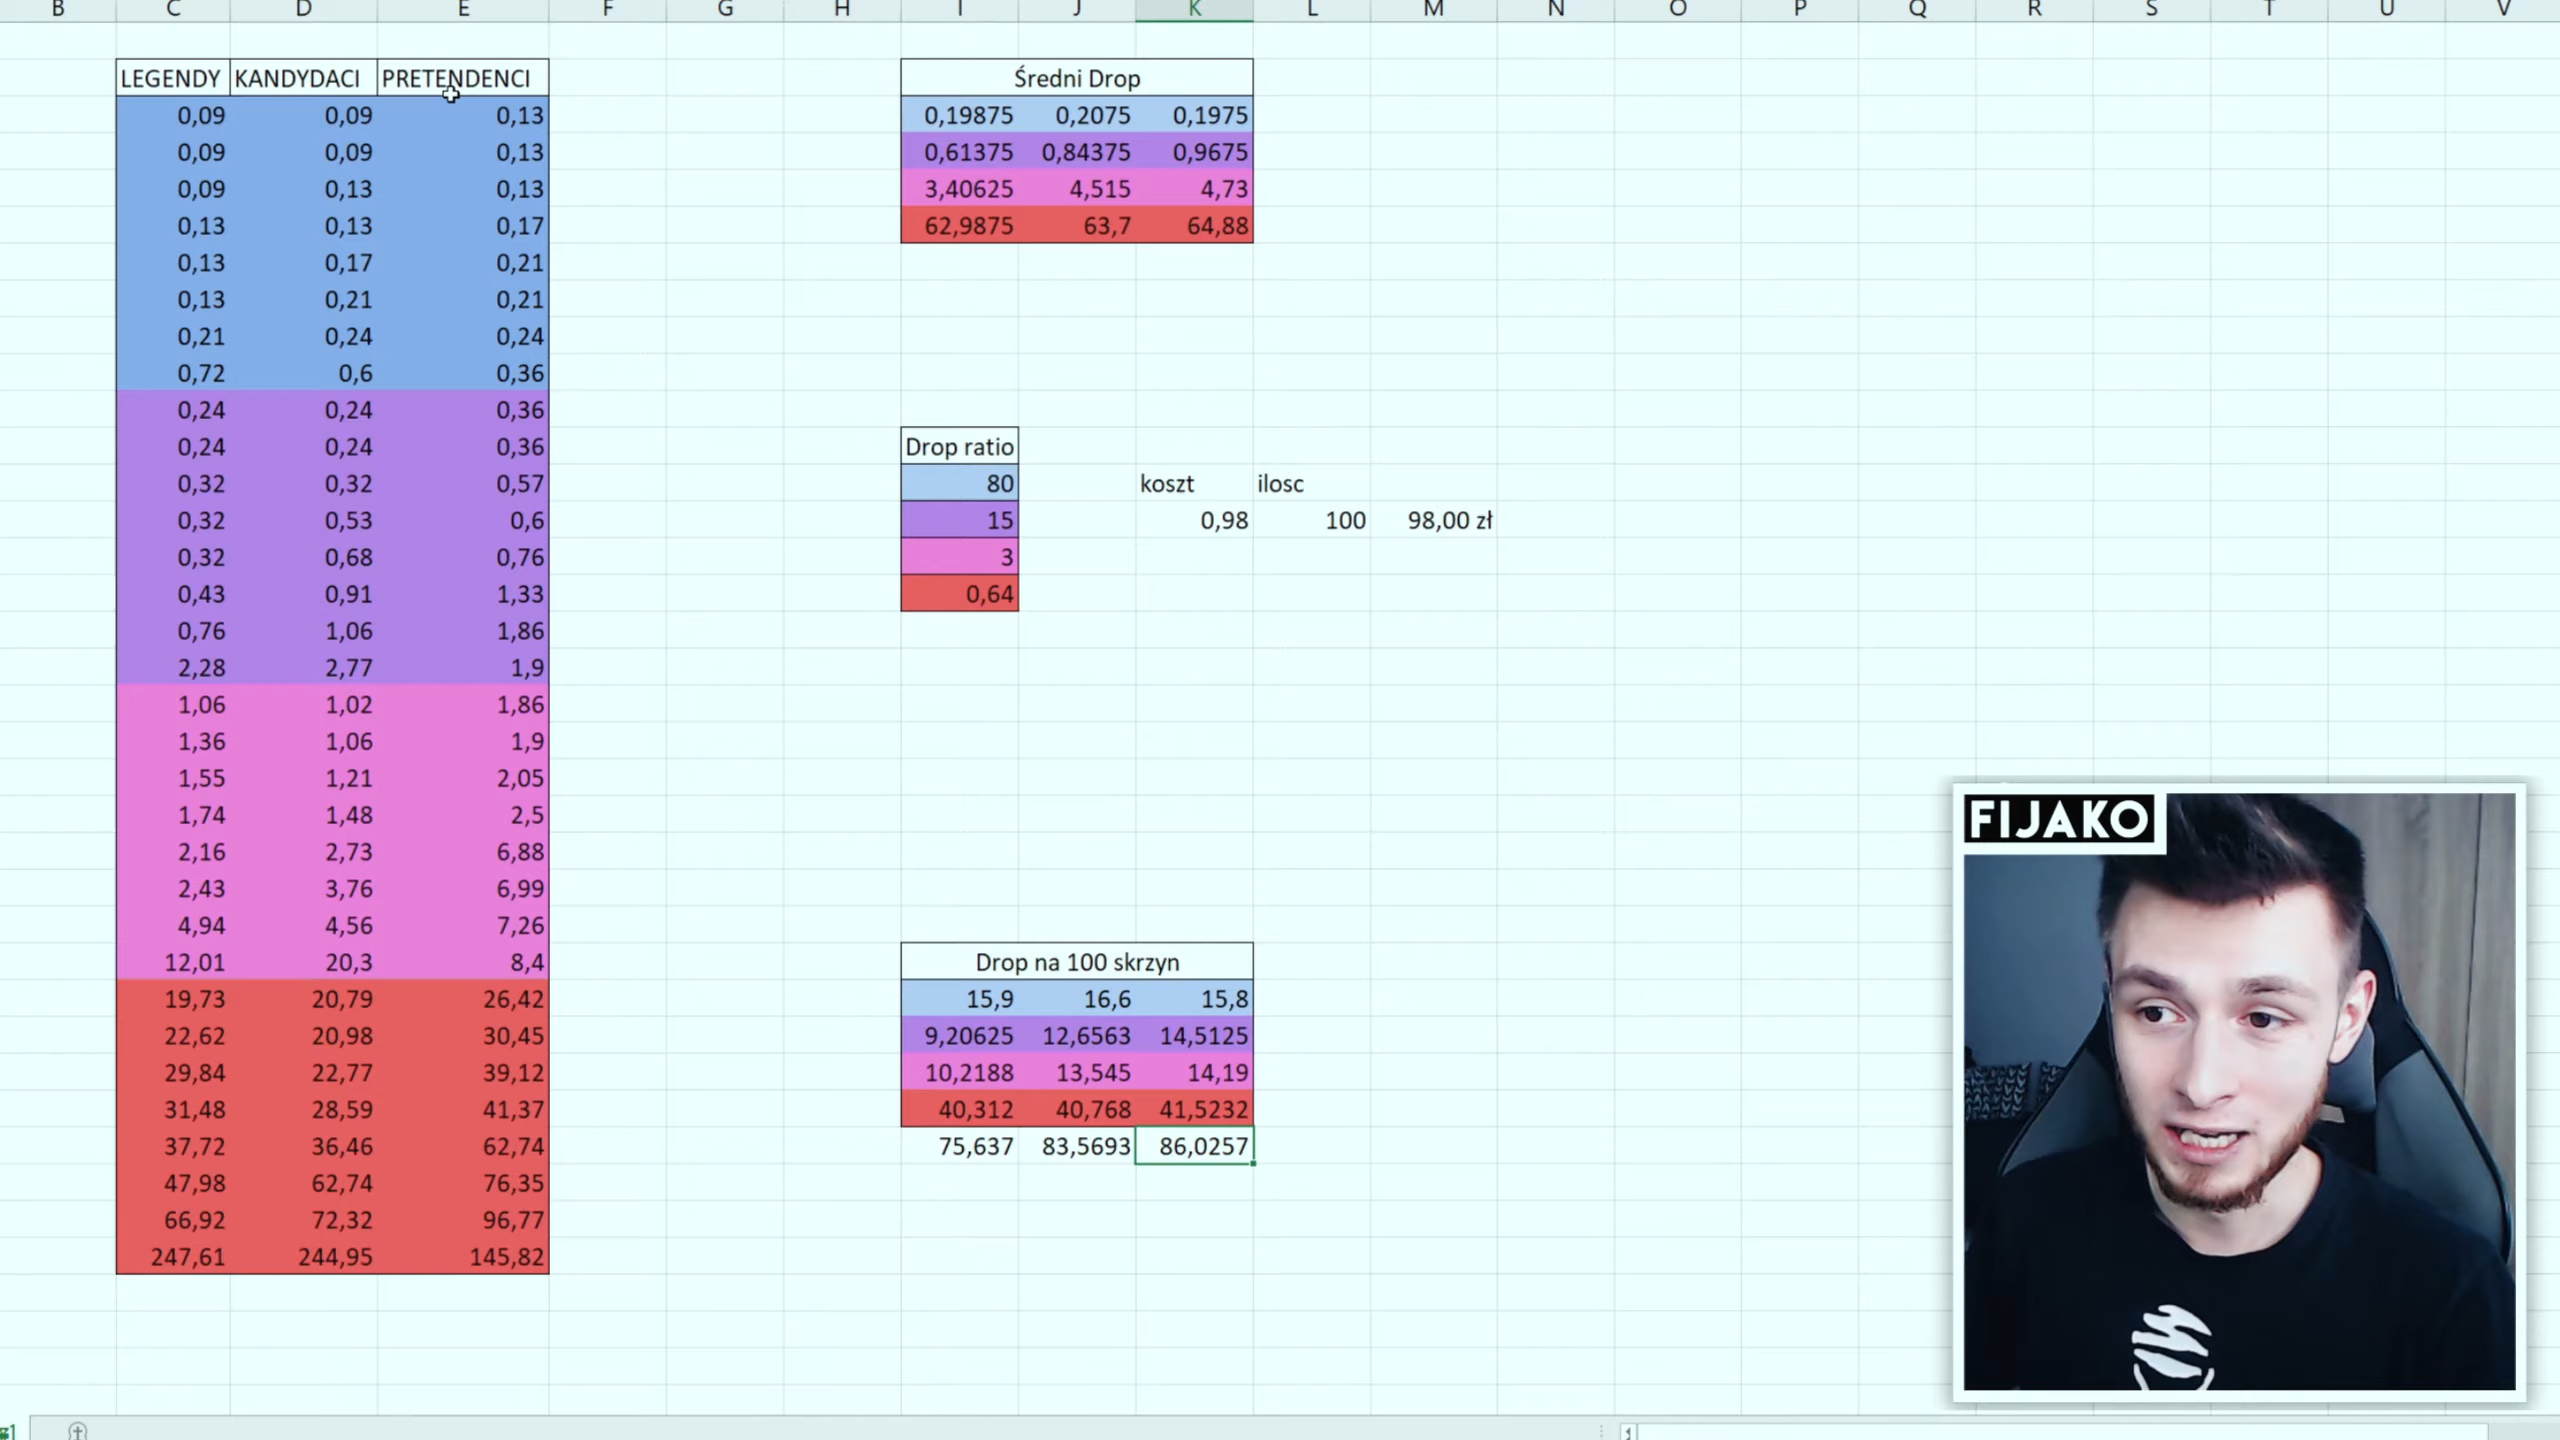 B C D E F G H I J K L M N O P Q R S T U V
LEGENDY KANDYDACI PRETENDENCI
0,09 0,09 0,13
0,09 0,09 0,13
0,09 0,13 0,13
0,13 0,13 0,17
0,13 0,17 0,21
0,13 0,21 0,21
0,21 0,24 0,24
0,72 0,6 0,36
0,24 0,24 0,36
0,24 0,24 0,36
0,32 0,32 0,57
0,32 0,53 0,6
0,32 0,68 0,76
0,43 0,91 1,33
0,76 1,06 1,86
2,28 2,77 1,9
1,06 1,02 1,86
1,36 1,06 1,9
1,55 1,21 2,05
1,74 1,48 2,5
2,16 2,73 6,88
2,43 3,76 6,99
4,94 4,56 7,26
12,01 20,3 8,4
19,73 20,79 26,42
22,62 20,98 30,45
29,84 22,77 39,12
31,48 28,59 41,37
37,72 36,46 62,74
47,98 62,74 76,35
66,92 72,32 96,77
247,61 244,95 145,82
Średni Drop
0,19875 0,2075 0,1975
0,61375 0,84375 0,9675
3,40625 4,515 4,73
62,9875 63,7 64,88
Drop ratio
80
15
3
0,64
koszt ilosc
0,98 100 98,00 zł
Drop na 100 skrzyn
15,9 16,6 15,8
9,20625 12,6563 14,5125
10,2188 13,545 14,19
40,312 40,768 41,5232
75,637 83,5693 86,0257
FIJAKO